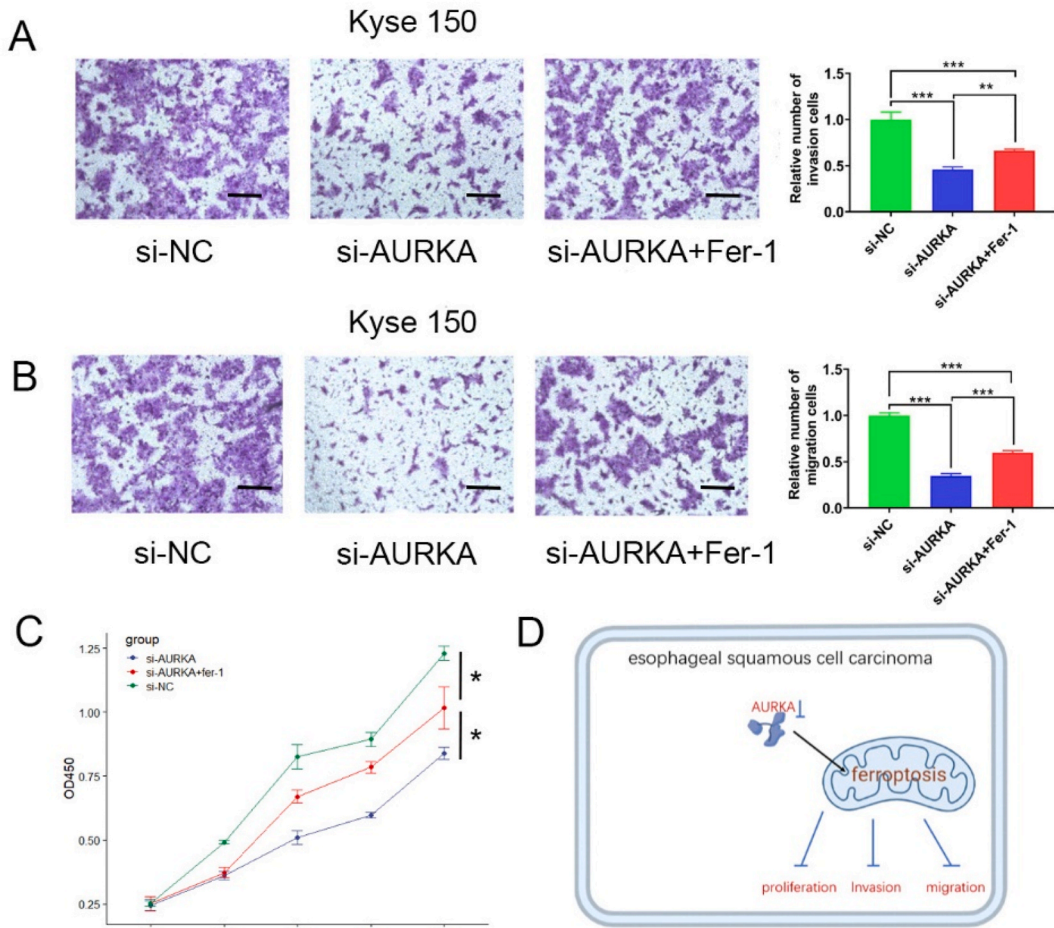 A
Kyse 150
si-NC
si-AURKA
si-AURKA+Fer-1
Relative number of
invasion cells
1.5
1.0
0.5
0.0
***
***
**
si-NC
si-AURKA
si-AURKA+Fer-1
B
Kyse 150
si-NC
si-AURKA
si-AURKA+Fer-1
Relative number of
migration cells
1.5
1.0
0.5
0.0
***
***
***
si-NC
si-AURKA
si-AURKA+Fer-1
C
group
si-AURKA
si-AURKA+fer-1
si-NC
OD450
1.25
1.00
0.75
0.50
0.25
*
*
D
esophageal squamous cell carcinoma
AURKA
ferroptosis
proliferation
Invasion
migration